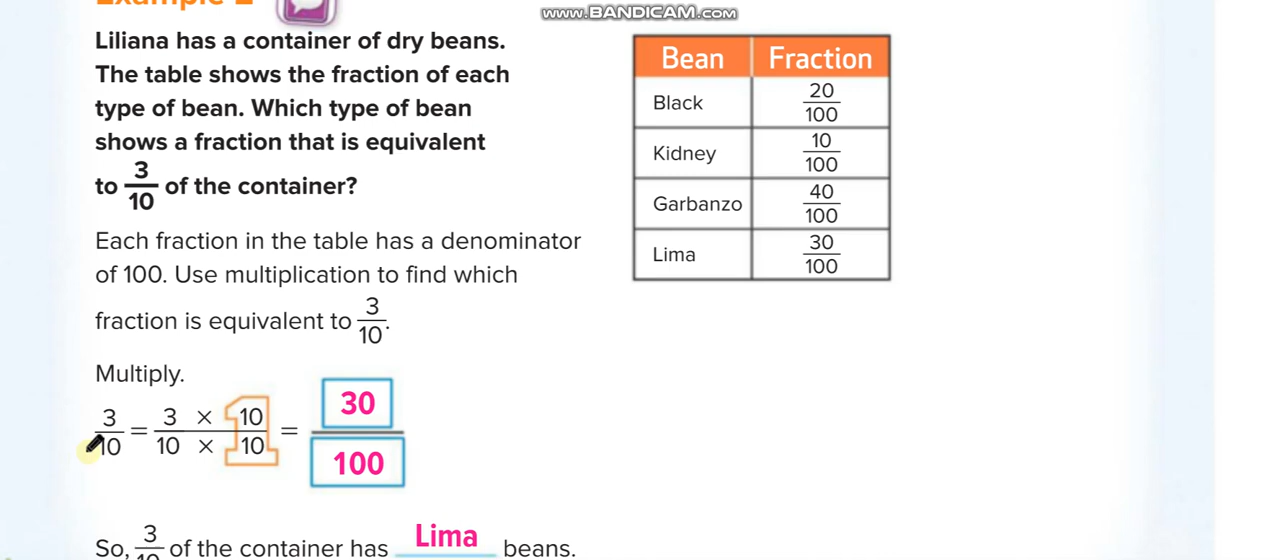 www.BANDICAM.com
Example 2
Liliana has a container of dry beans.
The table shows the fraction of each
type of bean. Which type of bean
shows a fraction that is equivalent
to 3/10 of the container?
Bean Fraction
Black 20/100
Kidney 10/100
Garbanzo 40/100
Lima 30/100
Each fraction in the table has a denominator
of 100. Use multiplication to find which
fraction is equivalent to 3/10.
Multiply.
3/10 = 3 × 10 / 10 × 10 = 30/100
So, 3/10 of the container has Lima beans.